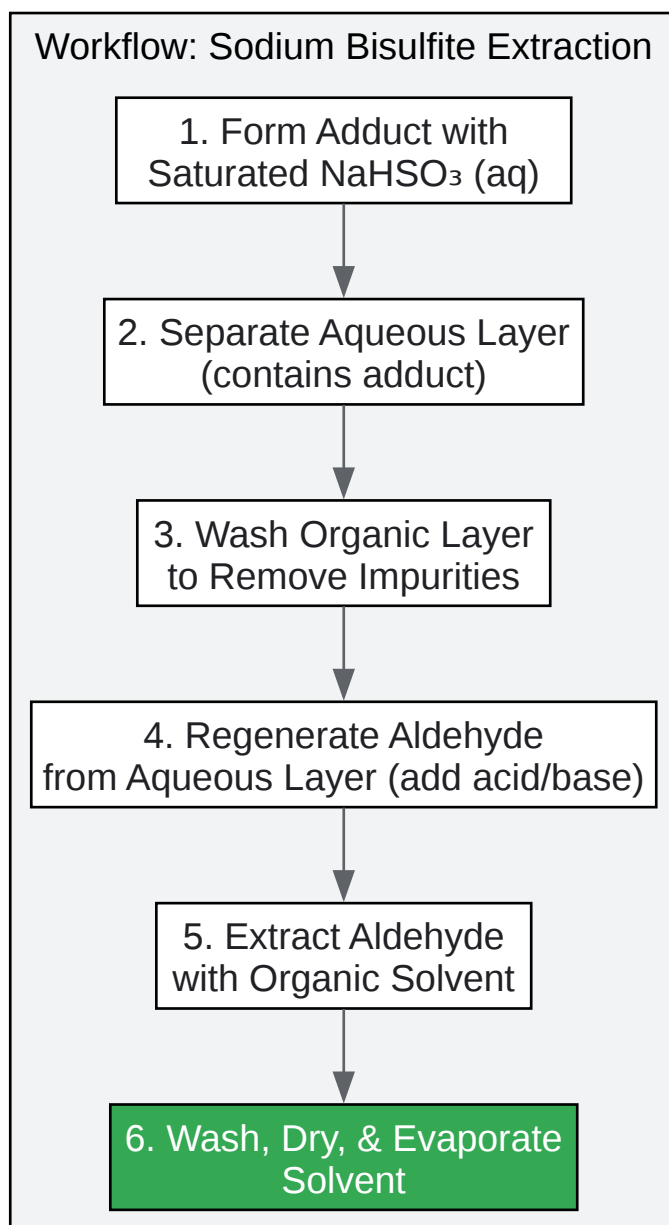 Workflow: Sodium Bisulfite Extraction
1. Form Adduct with
Saturated NaHSO₃ (aq)
2. Separate Aqueous Layer
(contains adduct)
3. Wash Organic Layer
to Remove Impurities
4. Regenerate Aldehyde
from Aqueous Layer (add acid/base)
5. Extract Aldehyde
with Organic Solvent
6. Wash, Dry, & Evaporate
Solvent